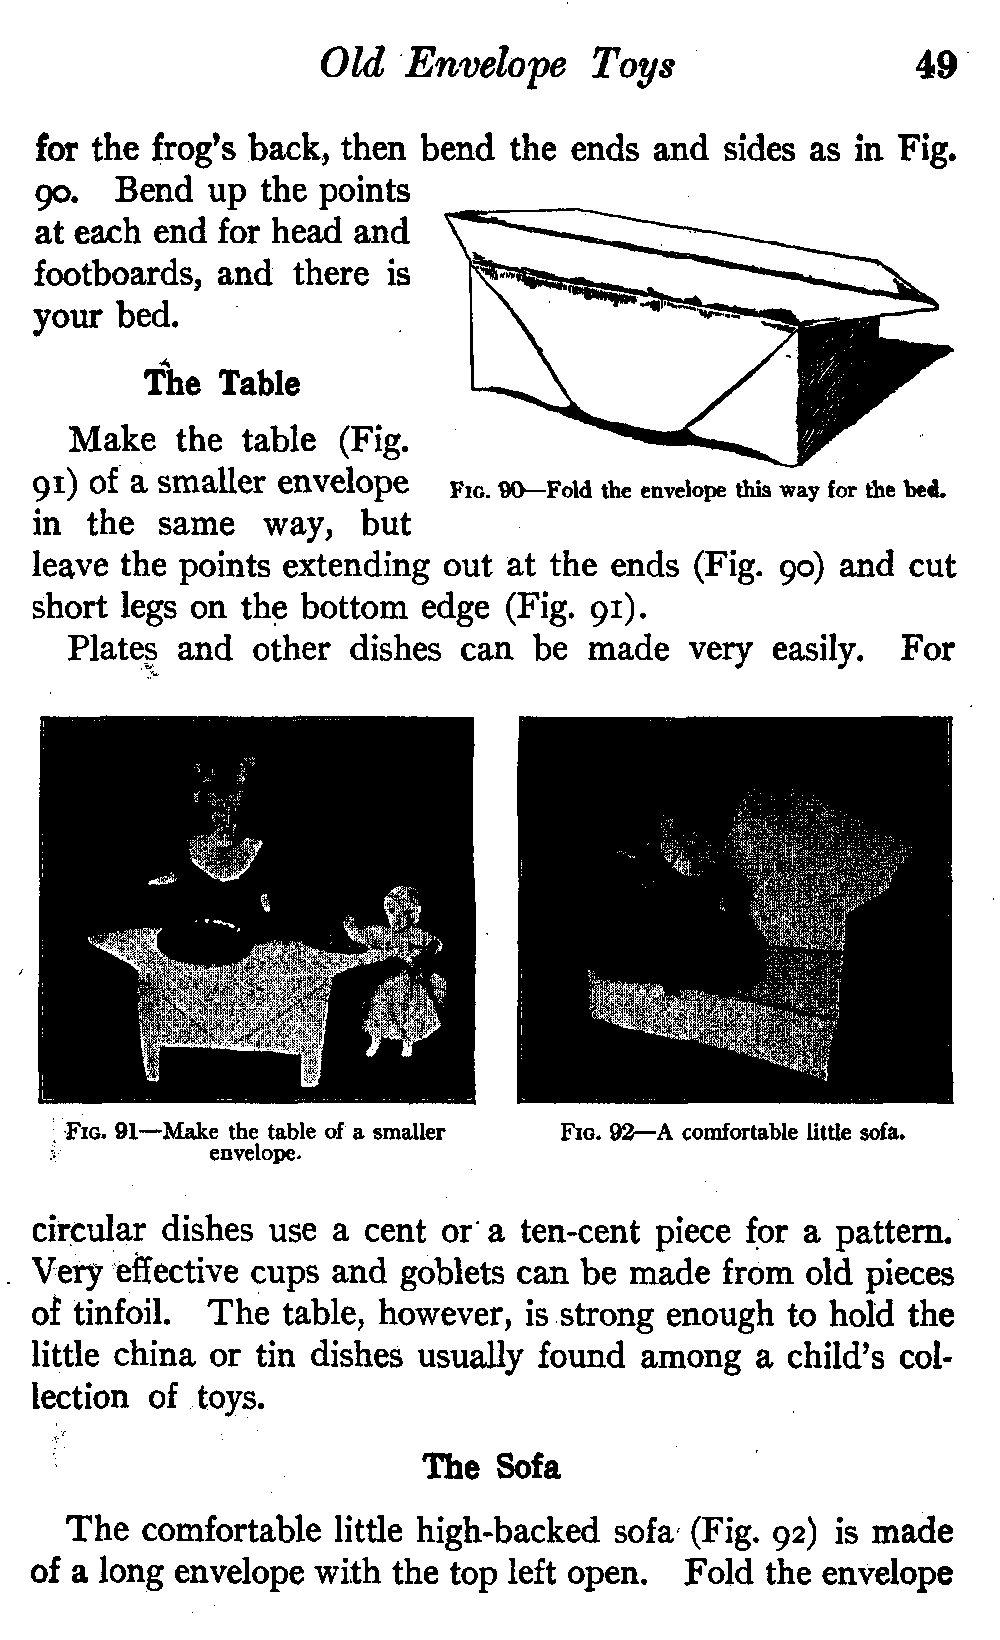 Old Envelope Toys 49
for the frog's back, then bend the ends and sides as in Fig.
90. Bend up the points
at each end for head and
footboards, and there is
your bed.
The Table
Make the table (Fig.
91) of a smaller envelope
in the same way, but
FIG. 90—Fold the envelope this way for the bed.
leave the points extending out at the ends (Fig. 90) and cut
short legs on the bottom edge (Fig. 91).
Plates and other dishes can be made very easily. For
FIG. 91—Make the table of a smaller
envelope.
FIG. 92—A comfortable little sofa.
circular dishes use a cent or a ten-cent piece for a pattern.
Very effective cups and goblets can be made from old pieces
of tinfoil. The table, however, is strong enough to hold the
little china or tin dishes usually found among a child's col-
lection of toys.
The Sofa
The comfortable little high-backed sofa (Fig. 92) is made
of a long envelope with the top left open. Fold the envelope